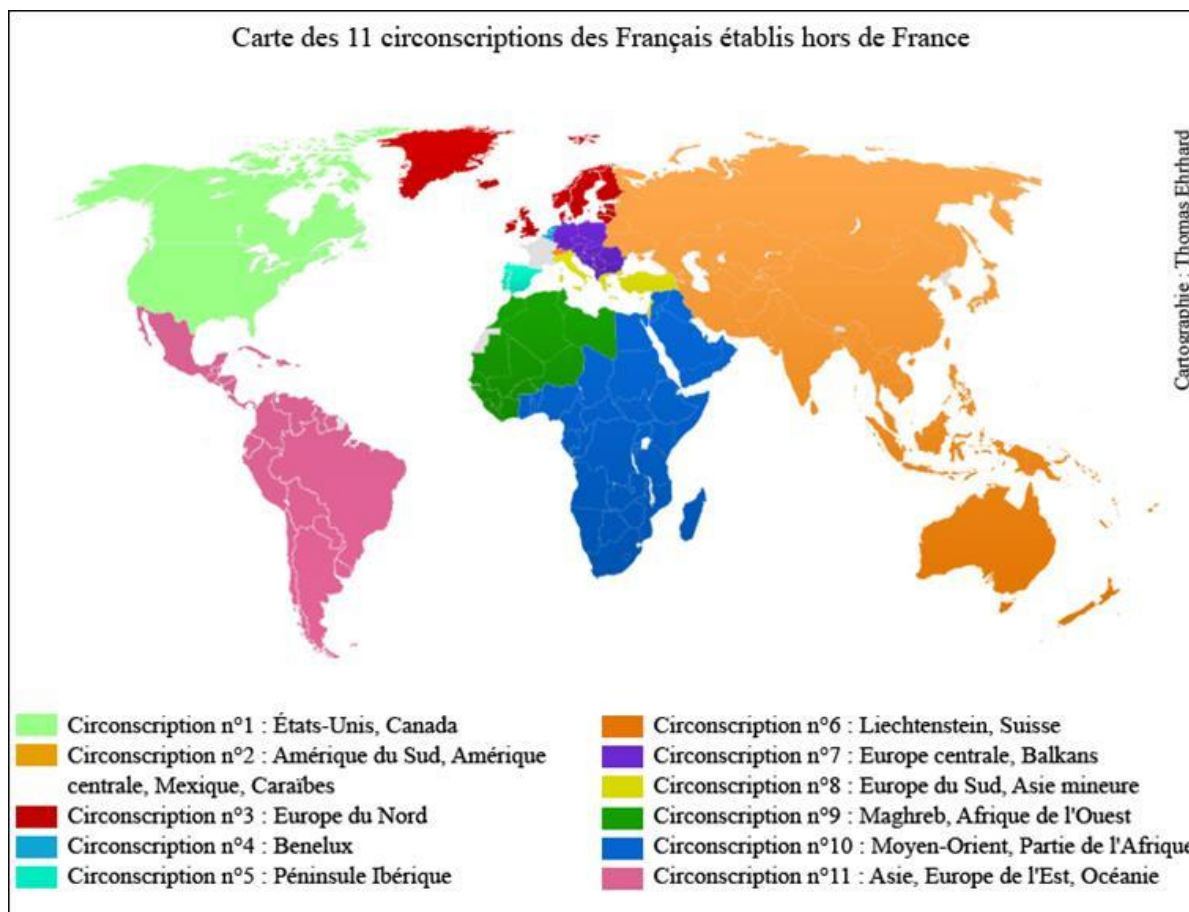 Carte des 11 circonscriptions des Français établis hors de France
Cartographie : Thomas Ehrhard
Circonscription n°1 : États-Unis, Canada
Circonscription n°2 : Amérique du Sud, Amérique
centrale, Mexique, Caraïbes
Circonscription n°3 : Europe du Nord
Circonscription n°4 : Benelux
Circonscription n°5 : Péninsule Ibérique
Circonscription n°6 : Liechtenstein, Suisse
Circonscription n°7 : Europe centrale, Balkans
Circonscription n°8 : Europe du Sud, Asie mineure
Circonscription n°9 : Maghreb, Afrique de l'Ouest
Circonscription n°10 : Moyen-Orient, Partie de l'Afrique
Circonscription n°11 : Asie, Europe de l'Est, Océanie